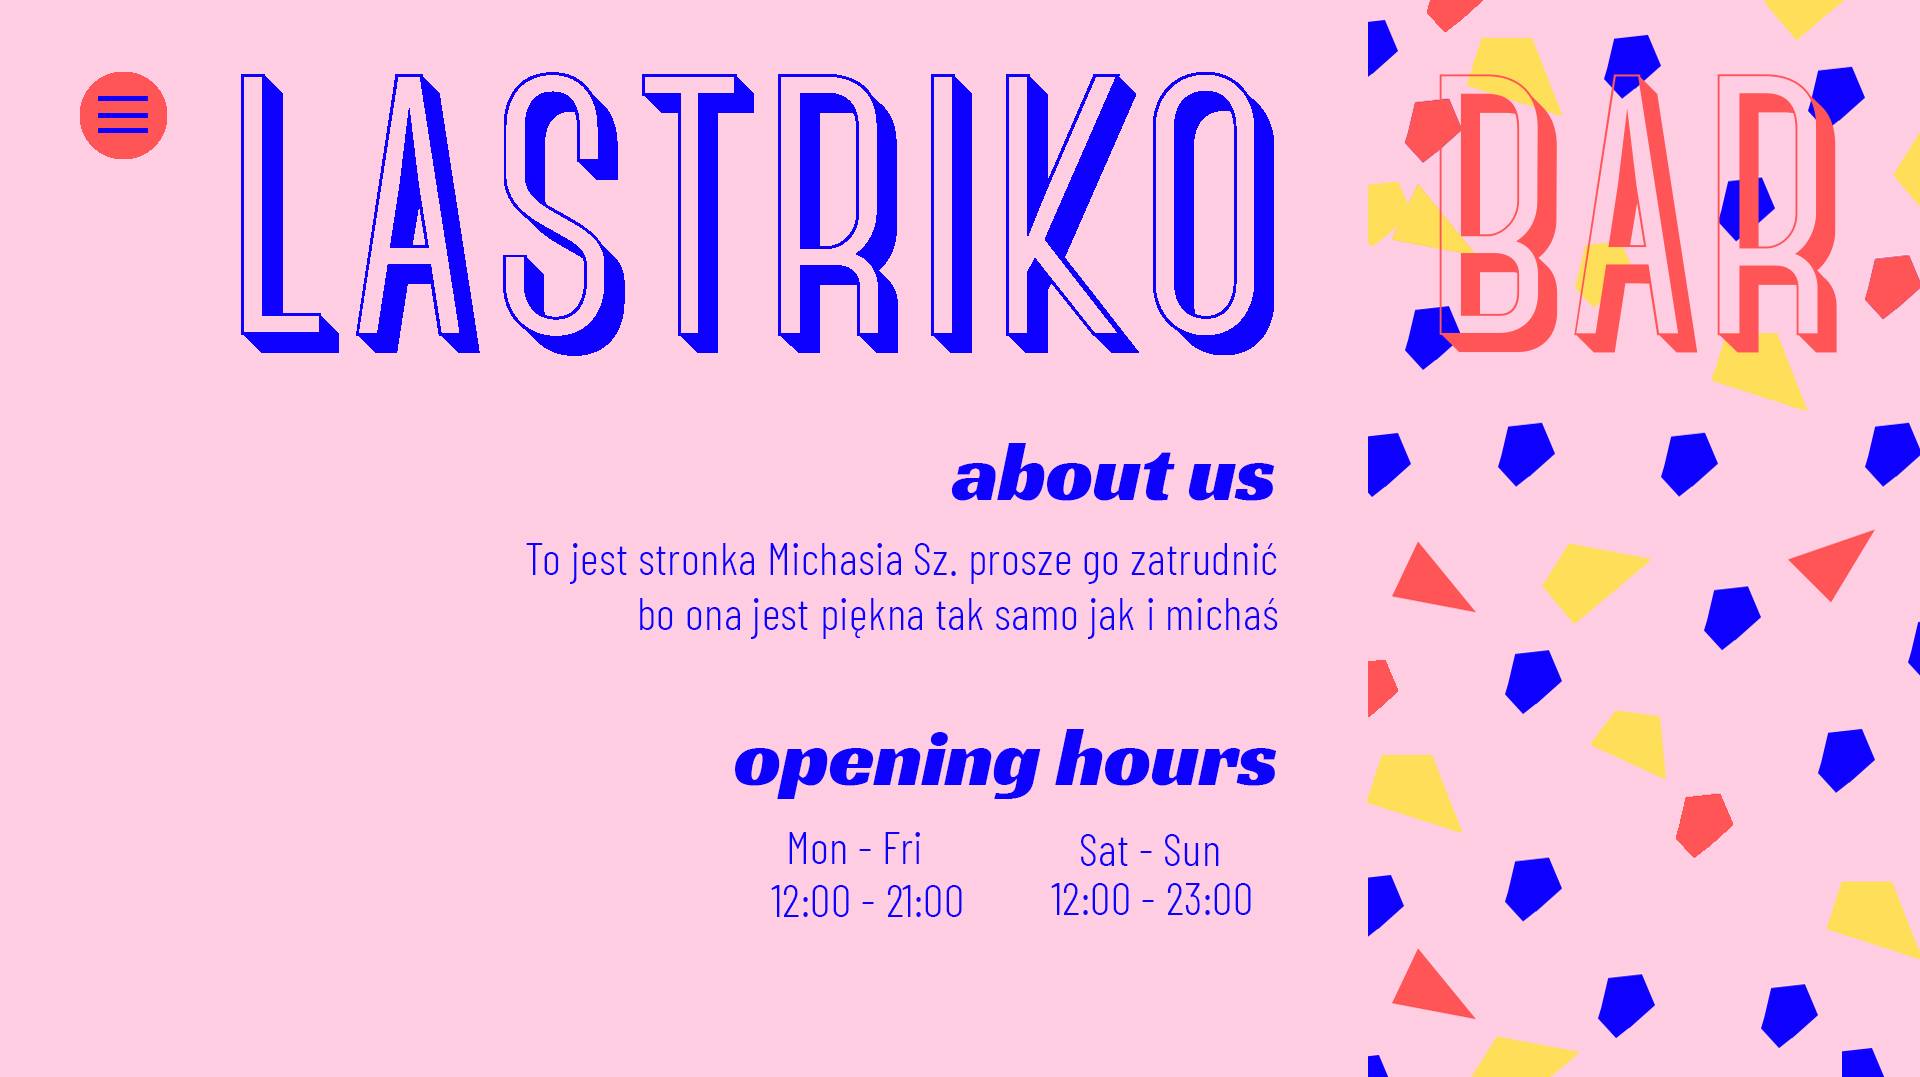 LASTRIKO BAR
about us
To jest stronka Michasia Sz. prosze go zatrudnić
bo ona jest piękna tak samo jak i michaś
opening hours
Mon - Fri
12:00 - 21:00
Sat - Sun
12:00 - 23:00